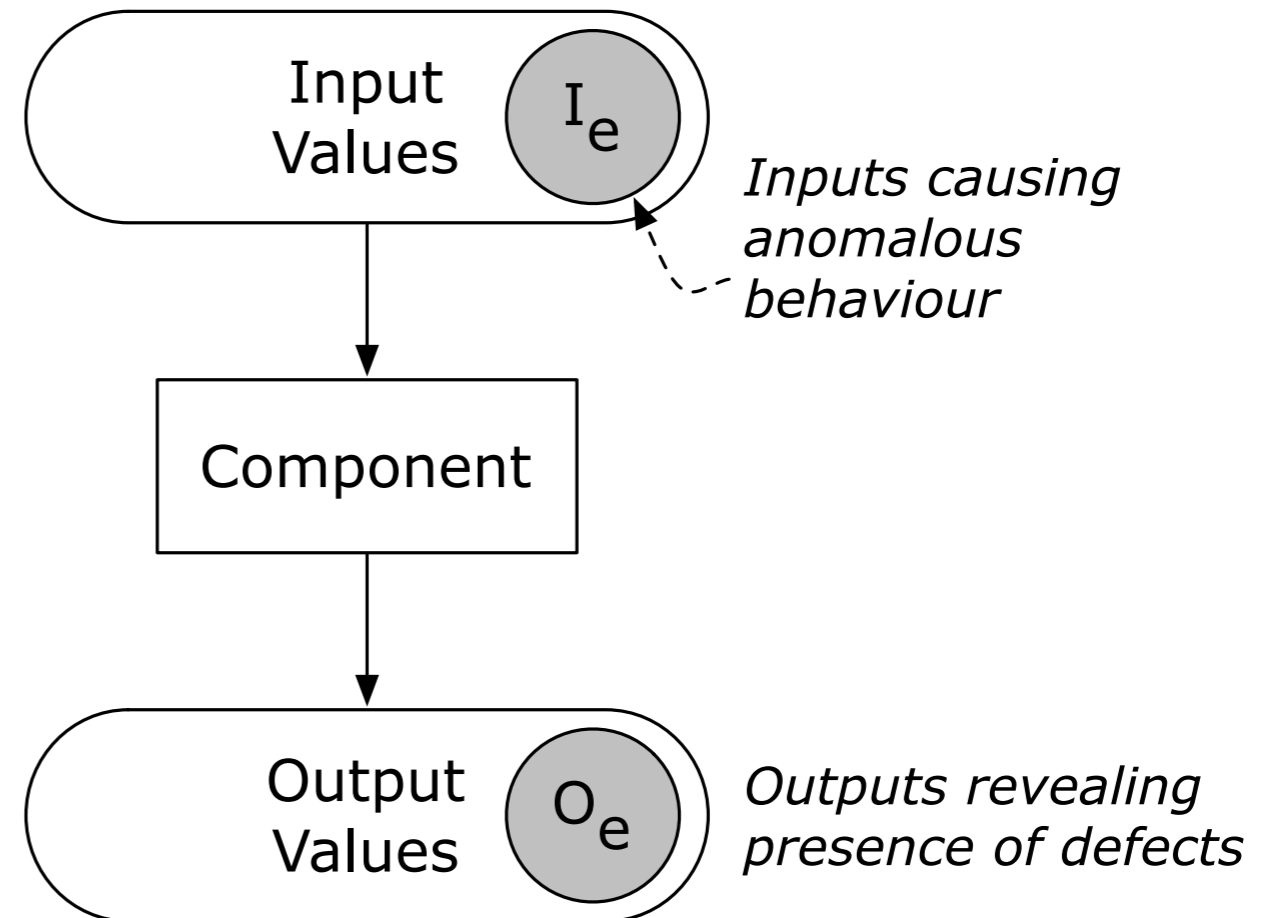 Input
Values
Ie
Inputs causing
anomalous
behaviour
Component
Output
Values
Oe
Outputs revealing
presence of defects